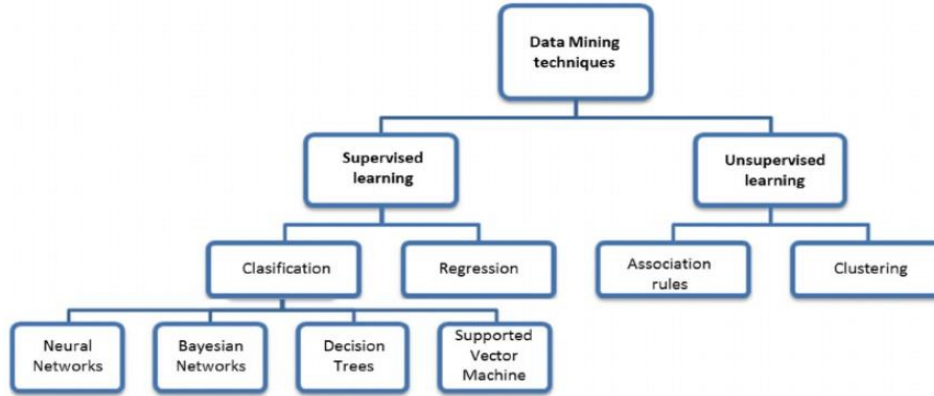 Data Mining
techniques
Supervised
learning
Unsupervised
learning
Clasification
Regression
Association
rules
Clustering
Neural
Networks
Bayesian
Networks
Decision
Trees
Supported
Vector
Machine